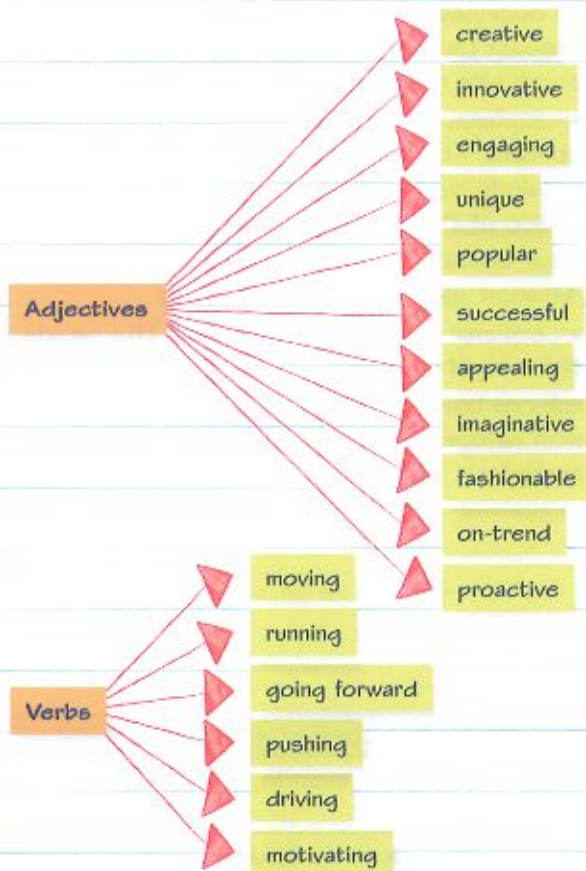 Adjectives
creative
innovative
engaging
unique
popular
successful
appealing
imaginative
fashionable
on-trend
proactive
Verbs
moving
running
going forward
pushing
driving
motivating